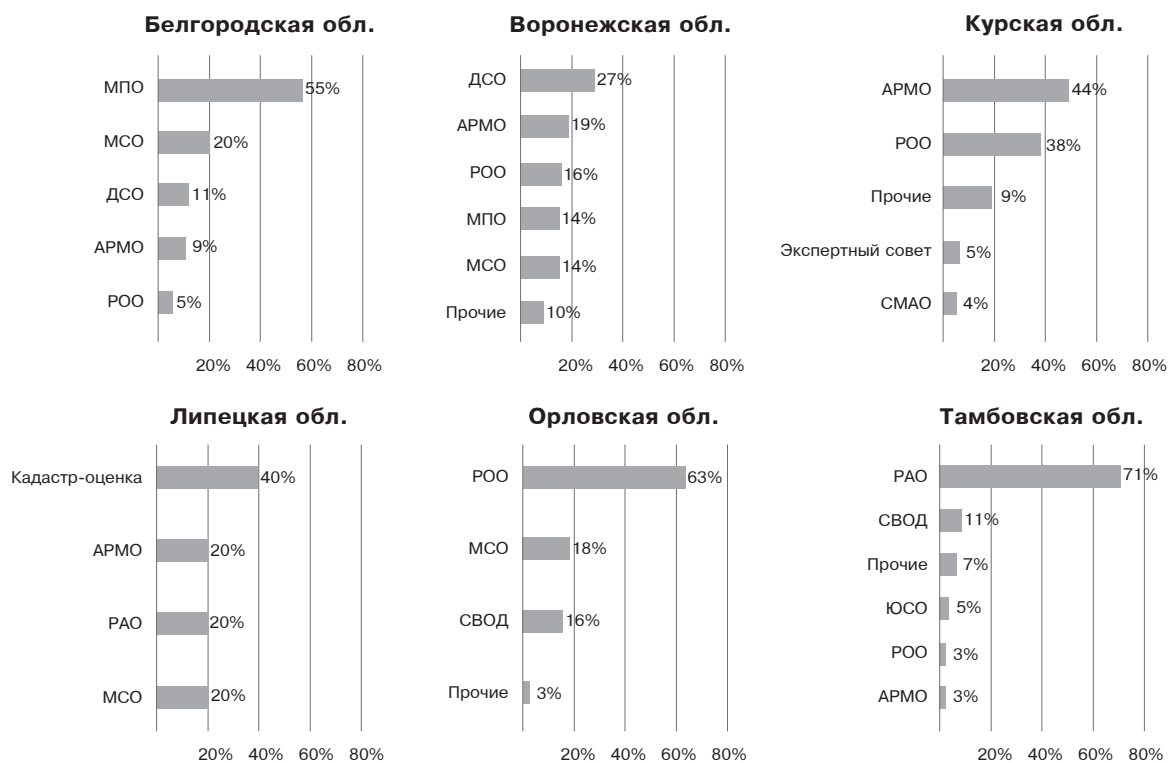 Белгородская обл.
МПО 55%
МСО 20%
ДСО 11%
АРМО 9%
РОО 5%
20% 40% 60% 80%
Воронежская обл.
ДСО 27%
АРМО 19%
РОО 16%
МПО 14%
МСО 14%
Прочие 10%
20% 40% 60% 80%
Курская обл.
АРМО 44%
РОО 38%
Прочие 9%
Экспертный совет 5%
СМАО 4%
20% 40% 60% 80%
Липецкая обл.
Кадастр-оценка 40%
АРМО 20%
РАО 20%
МСО 20%
20% 40% 60% 80%
Орловская обл.
РОО 63%
МСО 18%
СВОД 16%
Прочие 3%
20% 40% 60% 80%
Тамбовская обл.
РАО 71%
СВОД 11%
Прочие 7%
ЮСО 5%
РОО 3%
АРМО 3%
20% 40% 60% 80%